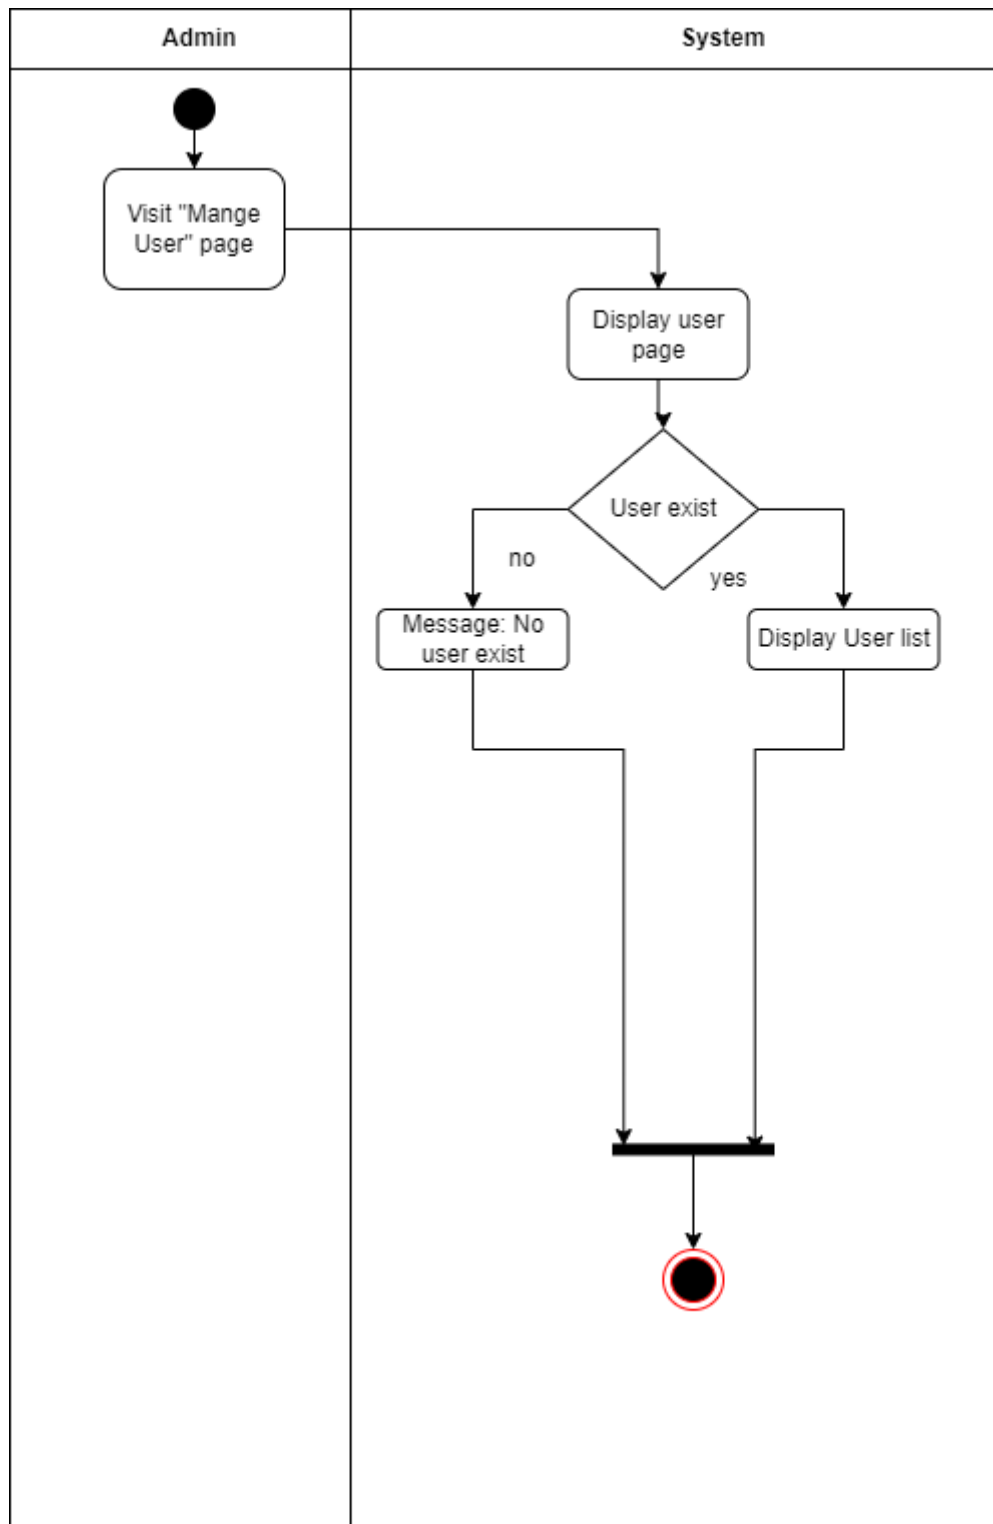 Admin
System
Visit "Mange
User" page
Display user
page
User exist
no
yes
Message: No
user exist
Display User list